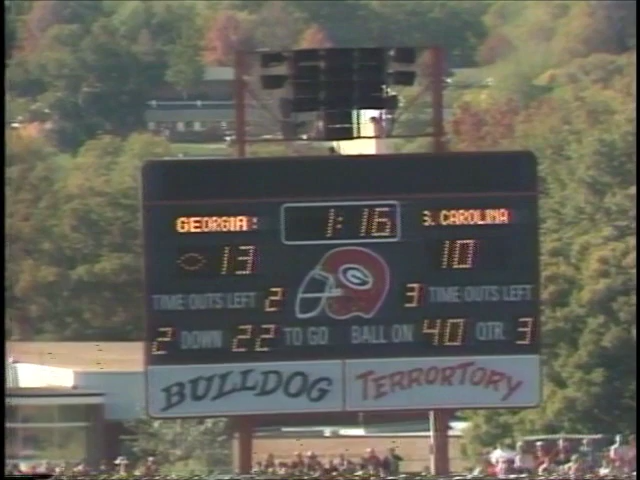 GEORGIA: 1:16 S. CAROLINA
13 10
G
TIME OUTS LEFT 2 3 TIME OUTS LEFT
2 DOWN 22 TO GO BALL ON 40 QTR. 3
BULLDOG TERRORTORY